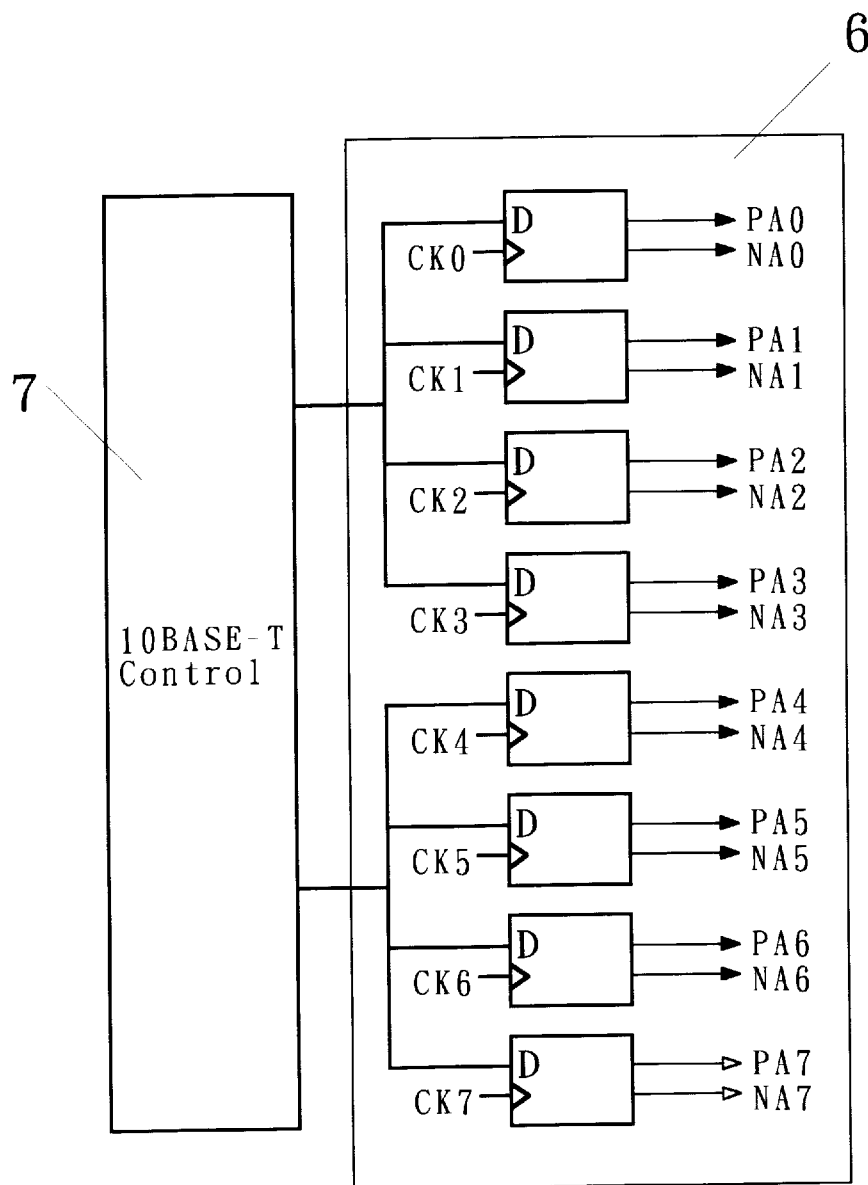 6
7
10BASE-T
Control
D
CK0
PA0
NA0
D
CK1
PA1
NA1
D
CK2
PA2
NA2
D
CK3
PA3
NA3
D
CK4
PA4
NA4
D
CK5
PA5
NA5
D
CK6
PA6
NA6
D
CK7
PA7
NA7